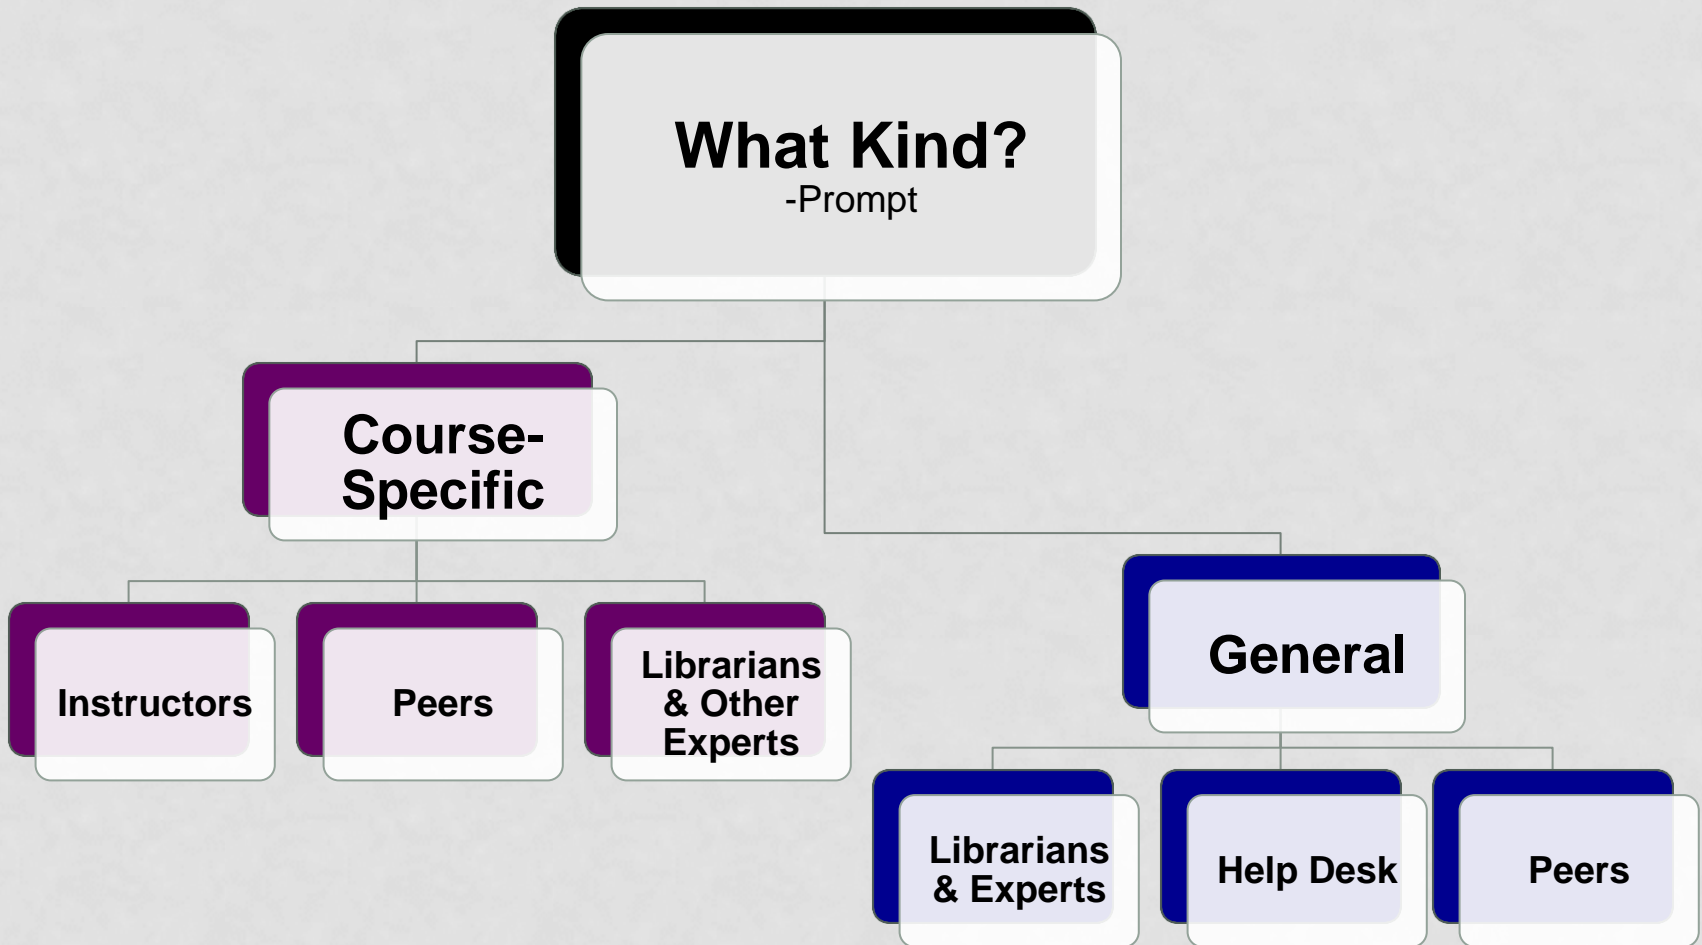 What Kind?
-Prompt
Course-
Specific
Instructors
Peers
Librarians
& Other
Experts
General
Librarians
& Experts
Help Desk
Peers